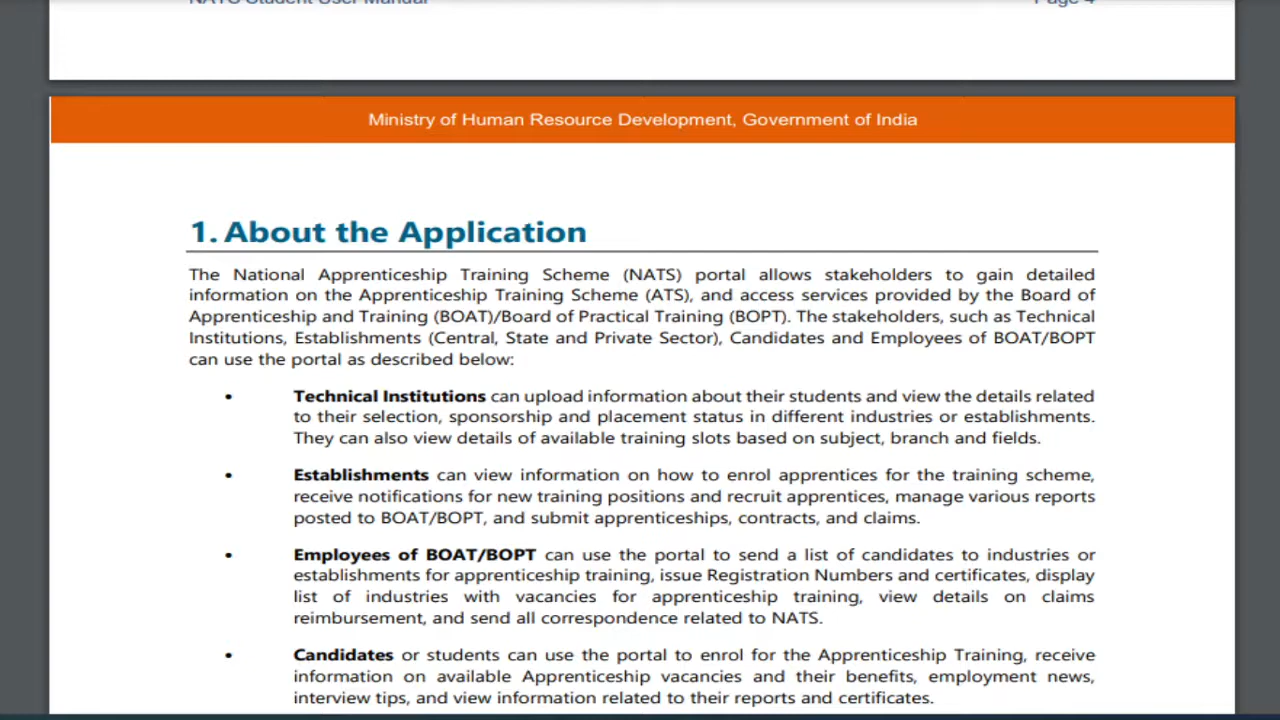 NATS Student User Manual Page 4
Ministry of Human Resource Development, Government of India
1. About the Application
The National Apprenticeship Training Scheme (NATS) portal allows stakeholders to gain detailed
information on the Apprenticeship Training Scheme (ATS), and access services provided by the Board of
Apprenticeship and Training (BOAT)/Board of Practical Training (BOPT). The stakeholders, such as Technical
Institutions, Establishments (Central, State and Private Sector), Candidates and Employees of BOAT/BOPT
can use the portal as described below:
• Technical Institutions can upload information about their students and view the details related
to their selection, sponsorship and placement status in different industries or establishments.
They can also view details of available training slots based on subject, branch and fields.
• Establishments can view information on how to enrol apprentices for the training scheme,
receive notifications for new training positions and recruit apprentices, manage various reports
posted to BOAT/BOPT, and submit apprenticeships, contracts, and claims.
• Employees of BOAT/BOPT can use the portal to send a list of candidates to industries or
establishments for apprenticeship training, issue Registration Numbers and certificates, display
list of industries with vacancies for apprenticeship training, view details on claims
reimbursement, and send all correspondence related to NATS.
• Candidates or students can use the portal to enrol for the Apprenticeship Training, receive
information on available Apprenticeship vacancies and their benefits, employment news,
interview tips, and view information related to their reports and certificates.